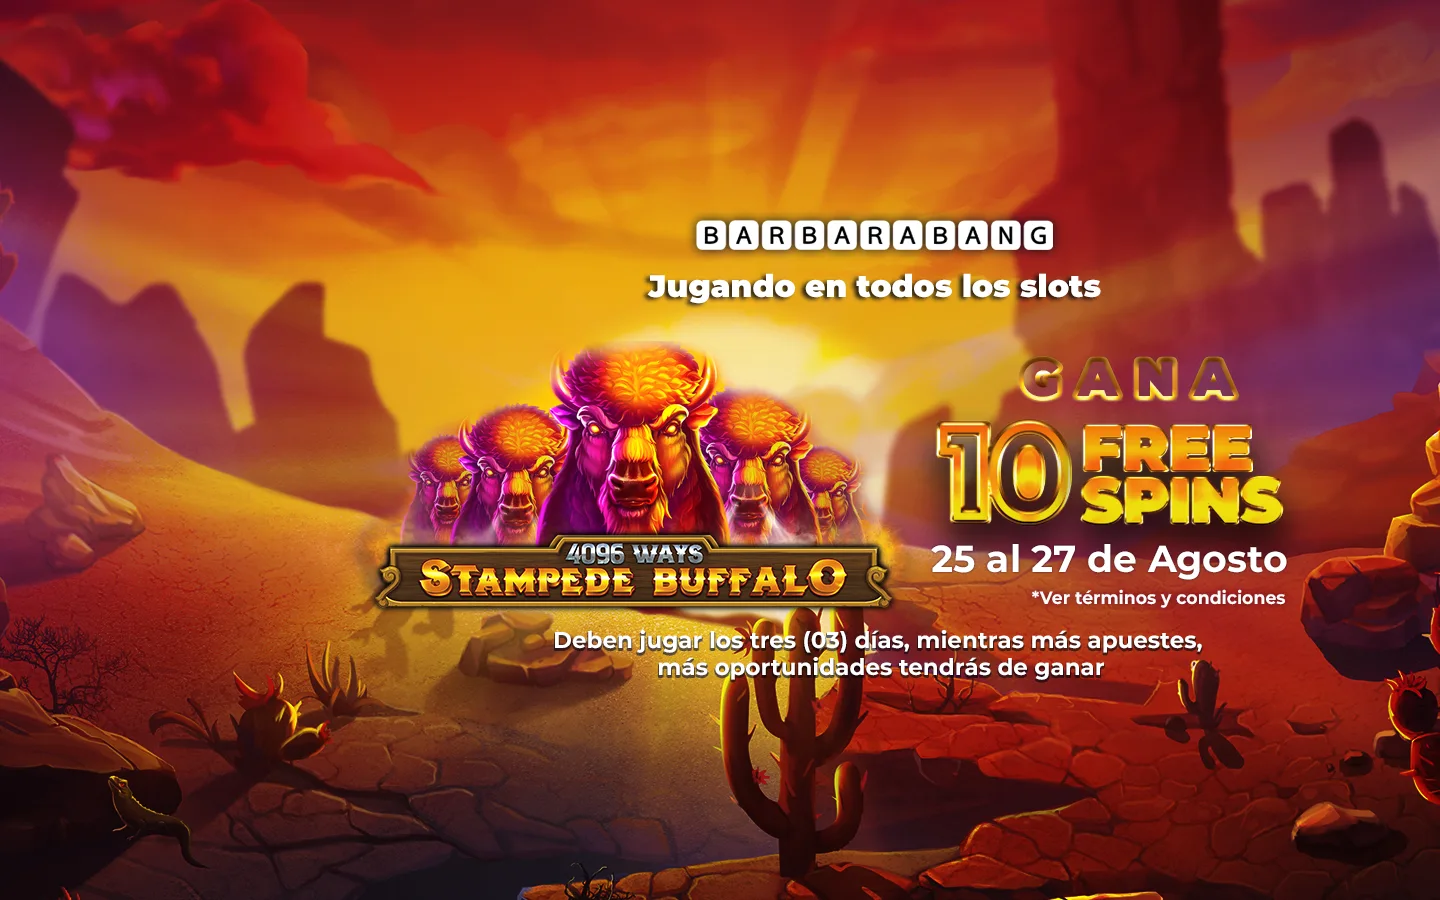 BARBARABANG
Jugando en todos los slots
GANA
10 FREE
SPINS
4096 WAYS
STAMPEDE BUFFALO
25 al 27 de Agosto
*Ver términos y condiciones
Deben jugar los tres (03) días, mientras más apuestes,
más oportunidades tendrás de ganar